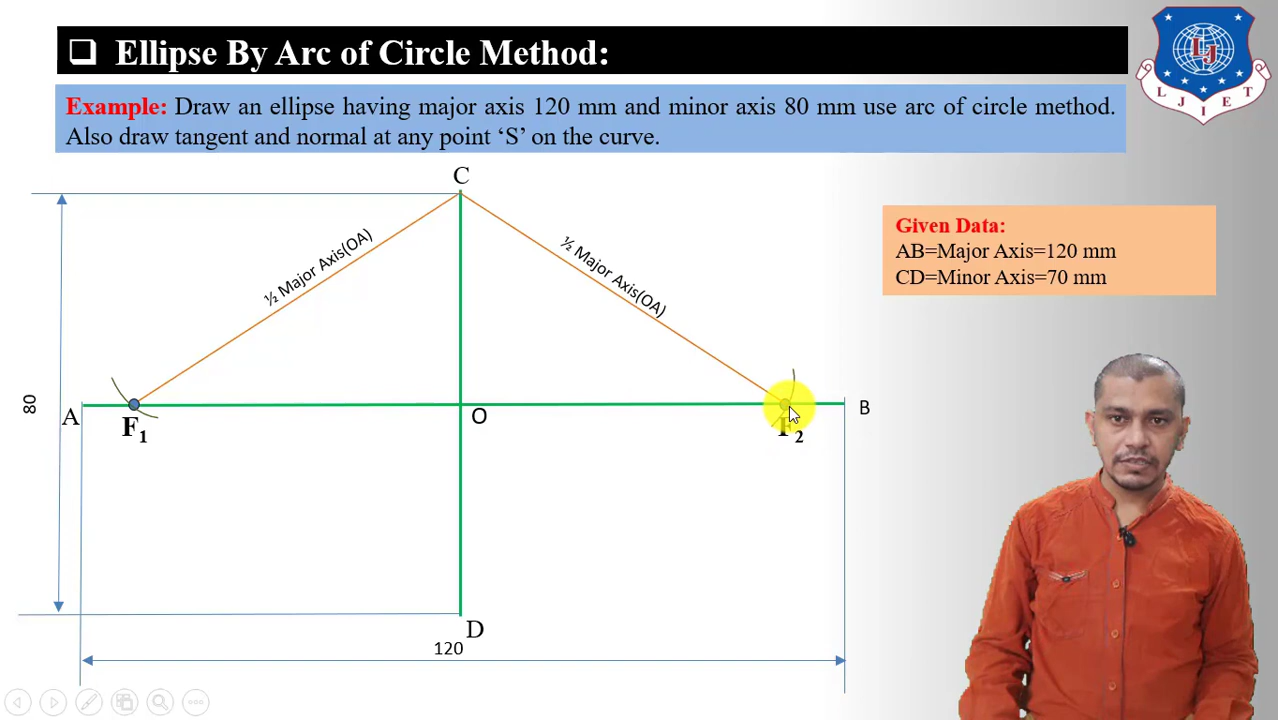 ❑ Ellipse By Arc of Circle Method:
Example: Draw an ellipse having major axis 120 mm and minor axis 80 mm use arc of circle method.
Also draw tangent and normal at any point ‘S’ on the curve.
LJIET
C
½ Major Axis(OA)
½ Major Axis(OA)
Given Data:
AB=Major Axis=120 mm
CD=Minor Axis=70 mm
80
A
F1
O
F2
B
D
120